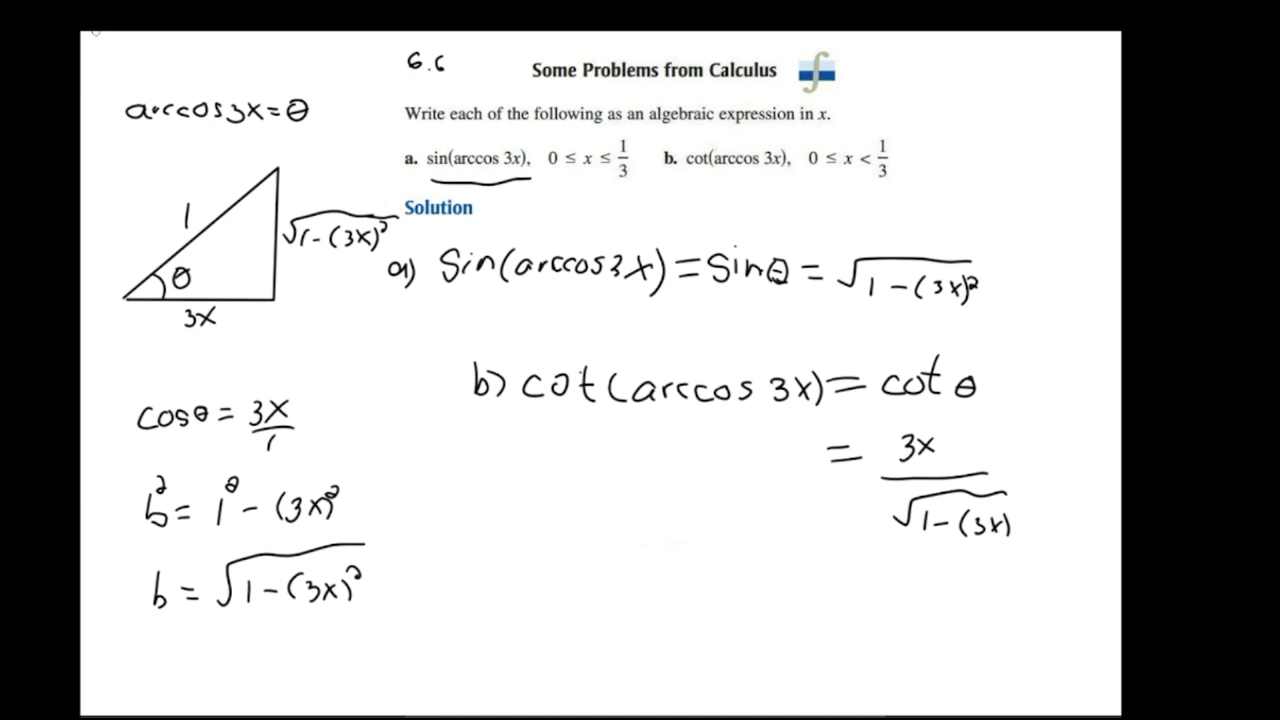 6.6
Some Problems from Calculus
Write each of the following as an algebraic expression in x.
a. sin(arccos 3x), 0 ≤ x ≤ 1/3 b. cot(arccos 3x), 0 ≤ x < 1/3
Solution
arccos3x=θ
1
√1-(3x)²
θ
3x
cosθ = 3x/1
b² = 1² - (3x)²
b = √1-(3x)²
a) Sin(arccos3x) = Sinθ = √1-(3x)²
b) cot(arccos 3x) = cot θ
= 3x/√1-(3x)